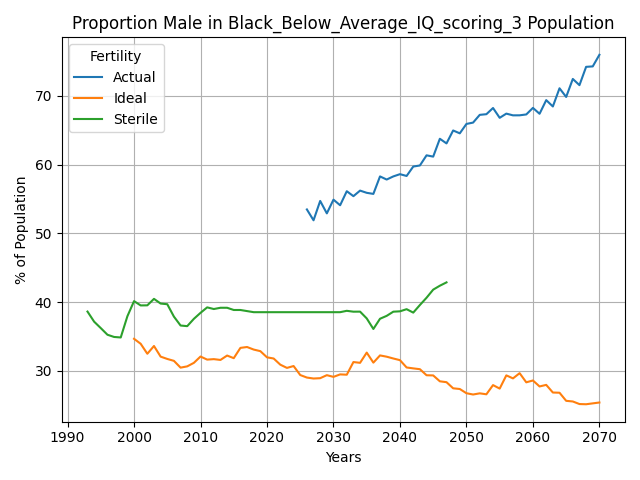 Proportion Male in Black_Below_Average_IQ_scoring_3 Population
Fertility
Actual
Ideal
Sterile
% of Population
70
60
50
40
30
1990 2000 2010 2020 2030 2040 2050 2060 2070
Years